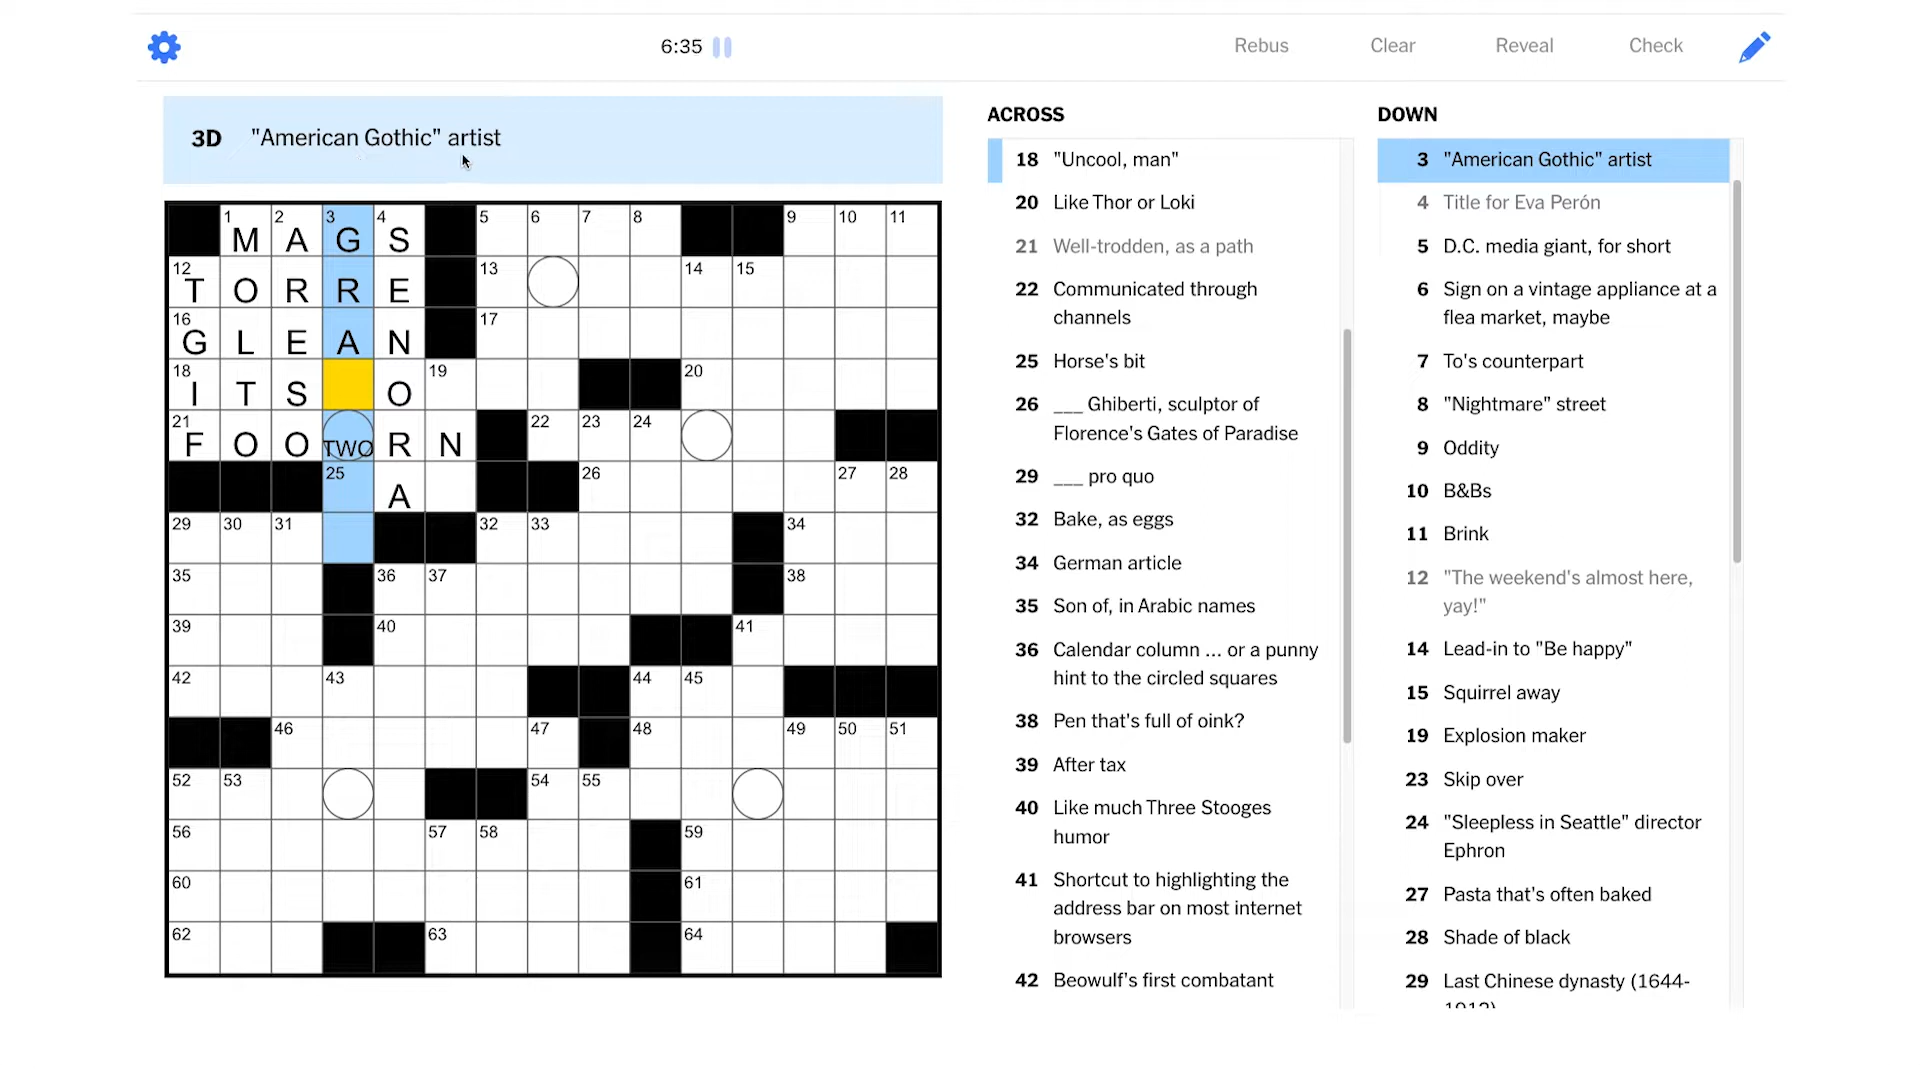 6:35
Rebus
Clear
Reveal
Check
3D "American Gothic" artist
1 M 2 A 3 G 4 S 5 6 7 8 9 10 11
12 T O R R E 13 14 15
16 G L E A N 17
18 I T S O 19 20
21 F O O TWO R N 22 23 24
25 A 26 27 28
29 30 31 32 33 34
35 36 37 38
39 40 41
42 43 44 45
46 47 48 49 50 51
52 53 54 55
56 57 58 59
60 61
62 63 64
ACROSS
18 "Uncool, man"
20 Like Thor or Loki
21 Well-trodden, as a path
22 Communicated through
channels
25 Horse's bit
26 ___ Ghiberti, sculptor of
Florence's Gates of Paradise
29 ___ pro quo
32 Bake, as eggs
34 German article
35 Son of, in Arabic names
36 Calendar column ... or a punny
hint to the circled squares
38 Pen that's full of oink?
39 After tax
40 Like much Three Stooges
humor
41 Shortcut to highlighting the
address bar on most internet
browsers
42 Beowulf's first combatant
DOWN
3 "American Gothic" artist
4 Title for Eva Perón
5 D.C. media giant, for short
6 Sign on a vintage appliance at a
flea market, maybe
7 To's counterpart
8 "Nightmare" street
9 Oddity
10 B&Bs
11 Brink
12 "The weekend's almost here,
yay!"
14 Lead-in to "Be happy"
15 Squirrel away
19 Explosion maker
23 Skip over
24 "Sleepless in Seattle" director
Ephron
27 Pasta that's often baked
28 Shade of black
29 Last Chinese dynasty (1644-
1912)